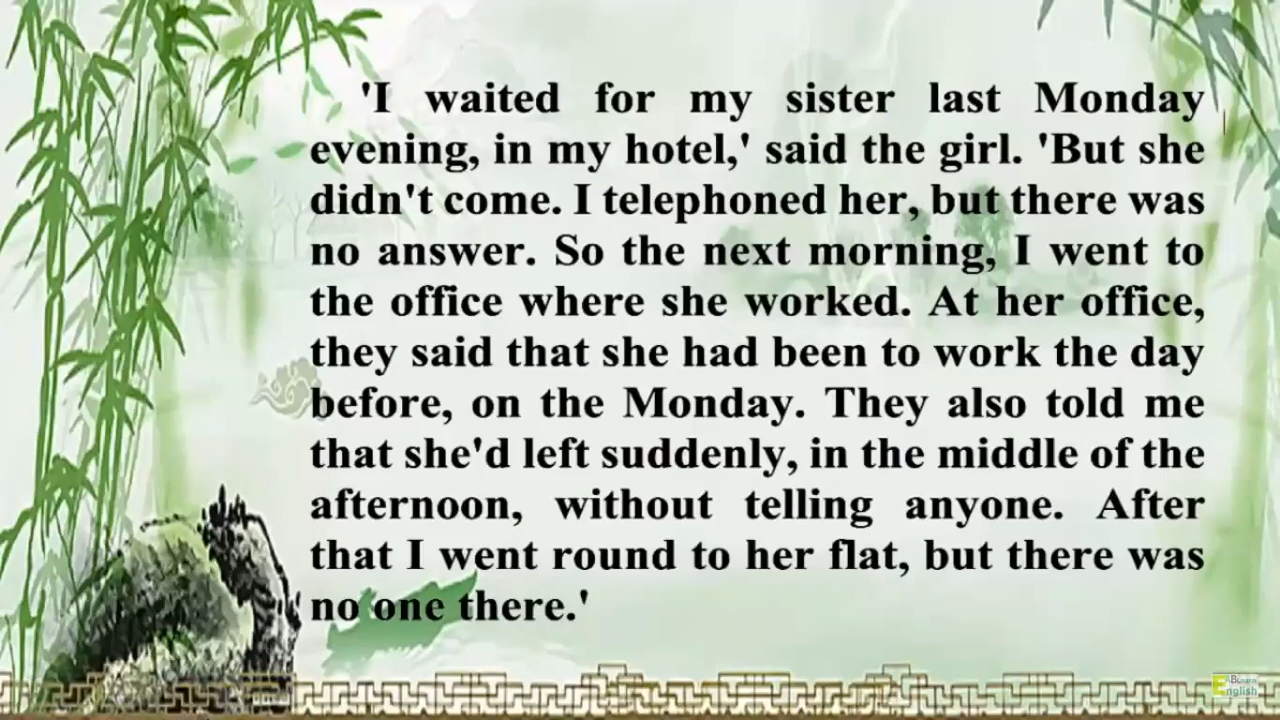 'I waited for my sister last Monday
evening, in my hotel,' said the girl. 'But she
didn't come. I telephoned her, but there was
no answer. So the next morning, I went to
the office where she worked. At her office,
they said that she had been to work the day
before, on the Monday. They also told me
that she'd left suddenly, in the middle of the
afternoon, without telling anyone. After
that I went round to her flat, but there was
no one there.'
English